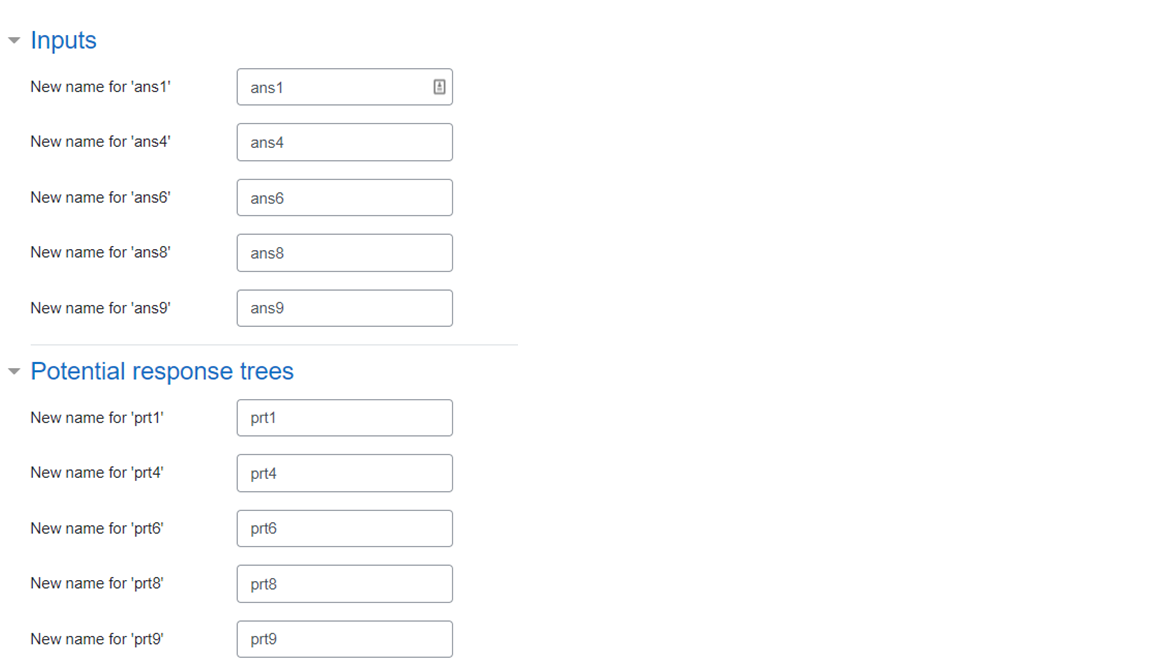 Inputs
New name for 'ans1' ans1
New name for 'ans4' ans4
New name for 'ans6' ans6
New name for 'ans8' ans8
New name for 'ans9' ans9
Potential response trees
New name for 'prt1' prt1
New name for 'prt4' prt4
New name for 'prt6' prt6
New name for 'prt8' prt8
New name for 'prt9' prt9